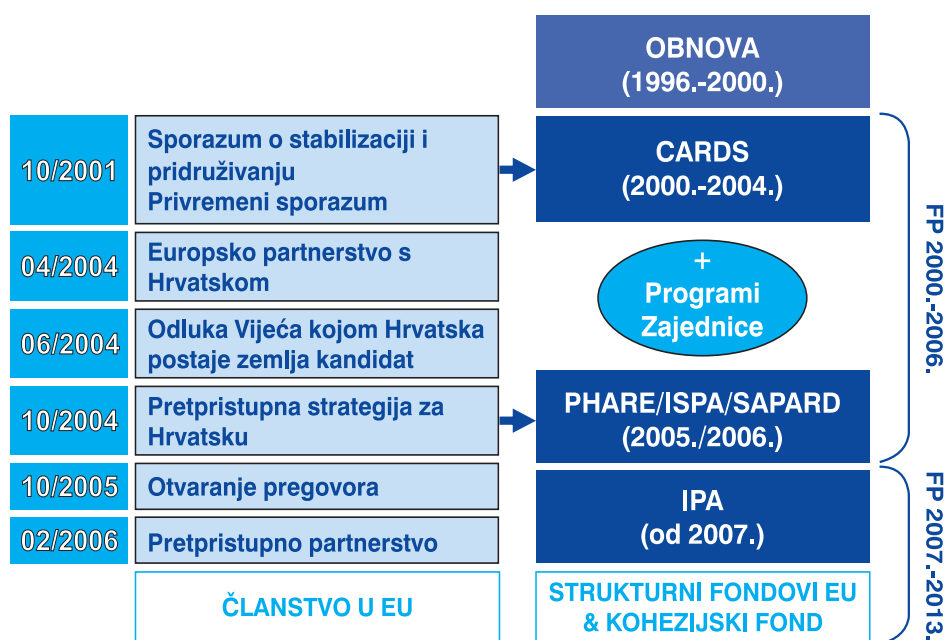 OBNOVA
(1996.-2000.)
10/2001
Sporazum o stabilizaciji i
pridruživanju
Privremeni sporazum
CARDS
(2000.-2004.)
04/2004
Europsko partnerstvo s
Hrvatskom
+
Programi
Zajednice
06/2004
Odluka Vijeća kojom Hrvatska
postaje zemlja kandidat
10/2004
Pretpristupna strategija za
Hrvatsku
PHARE/ISPA/SAPARD
(2005./2006.)
FP 2000.-2006.
10/2005
Otvaranje pregovora
02/2006
Pretpristupno partnerstvo
IPA
(od 2007.)
ČLANSTVO U EU
STRUKTURNI FONDOVI EU
& KOHEZIJSKI FOND
FP 2007.-2013.